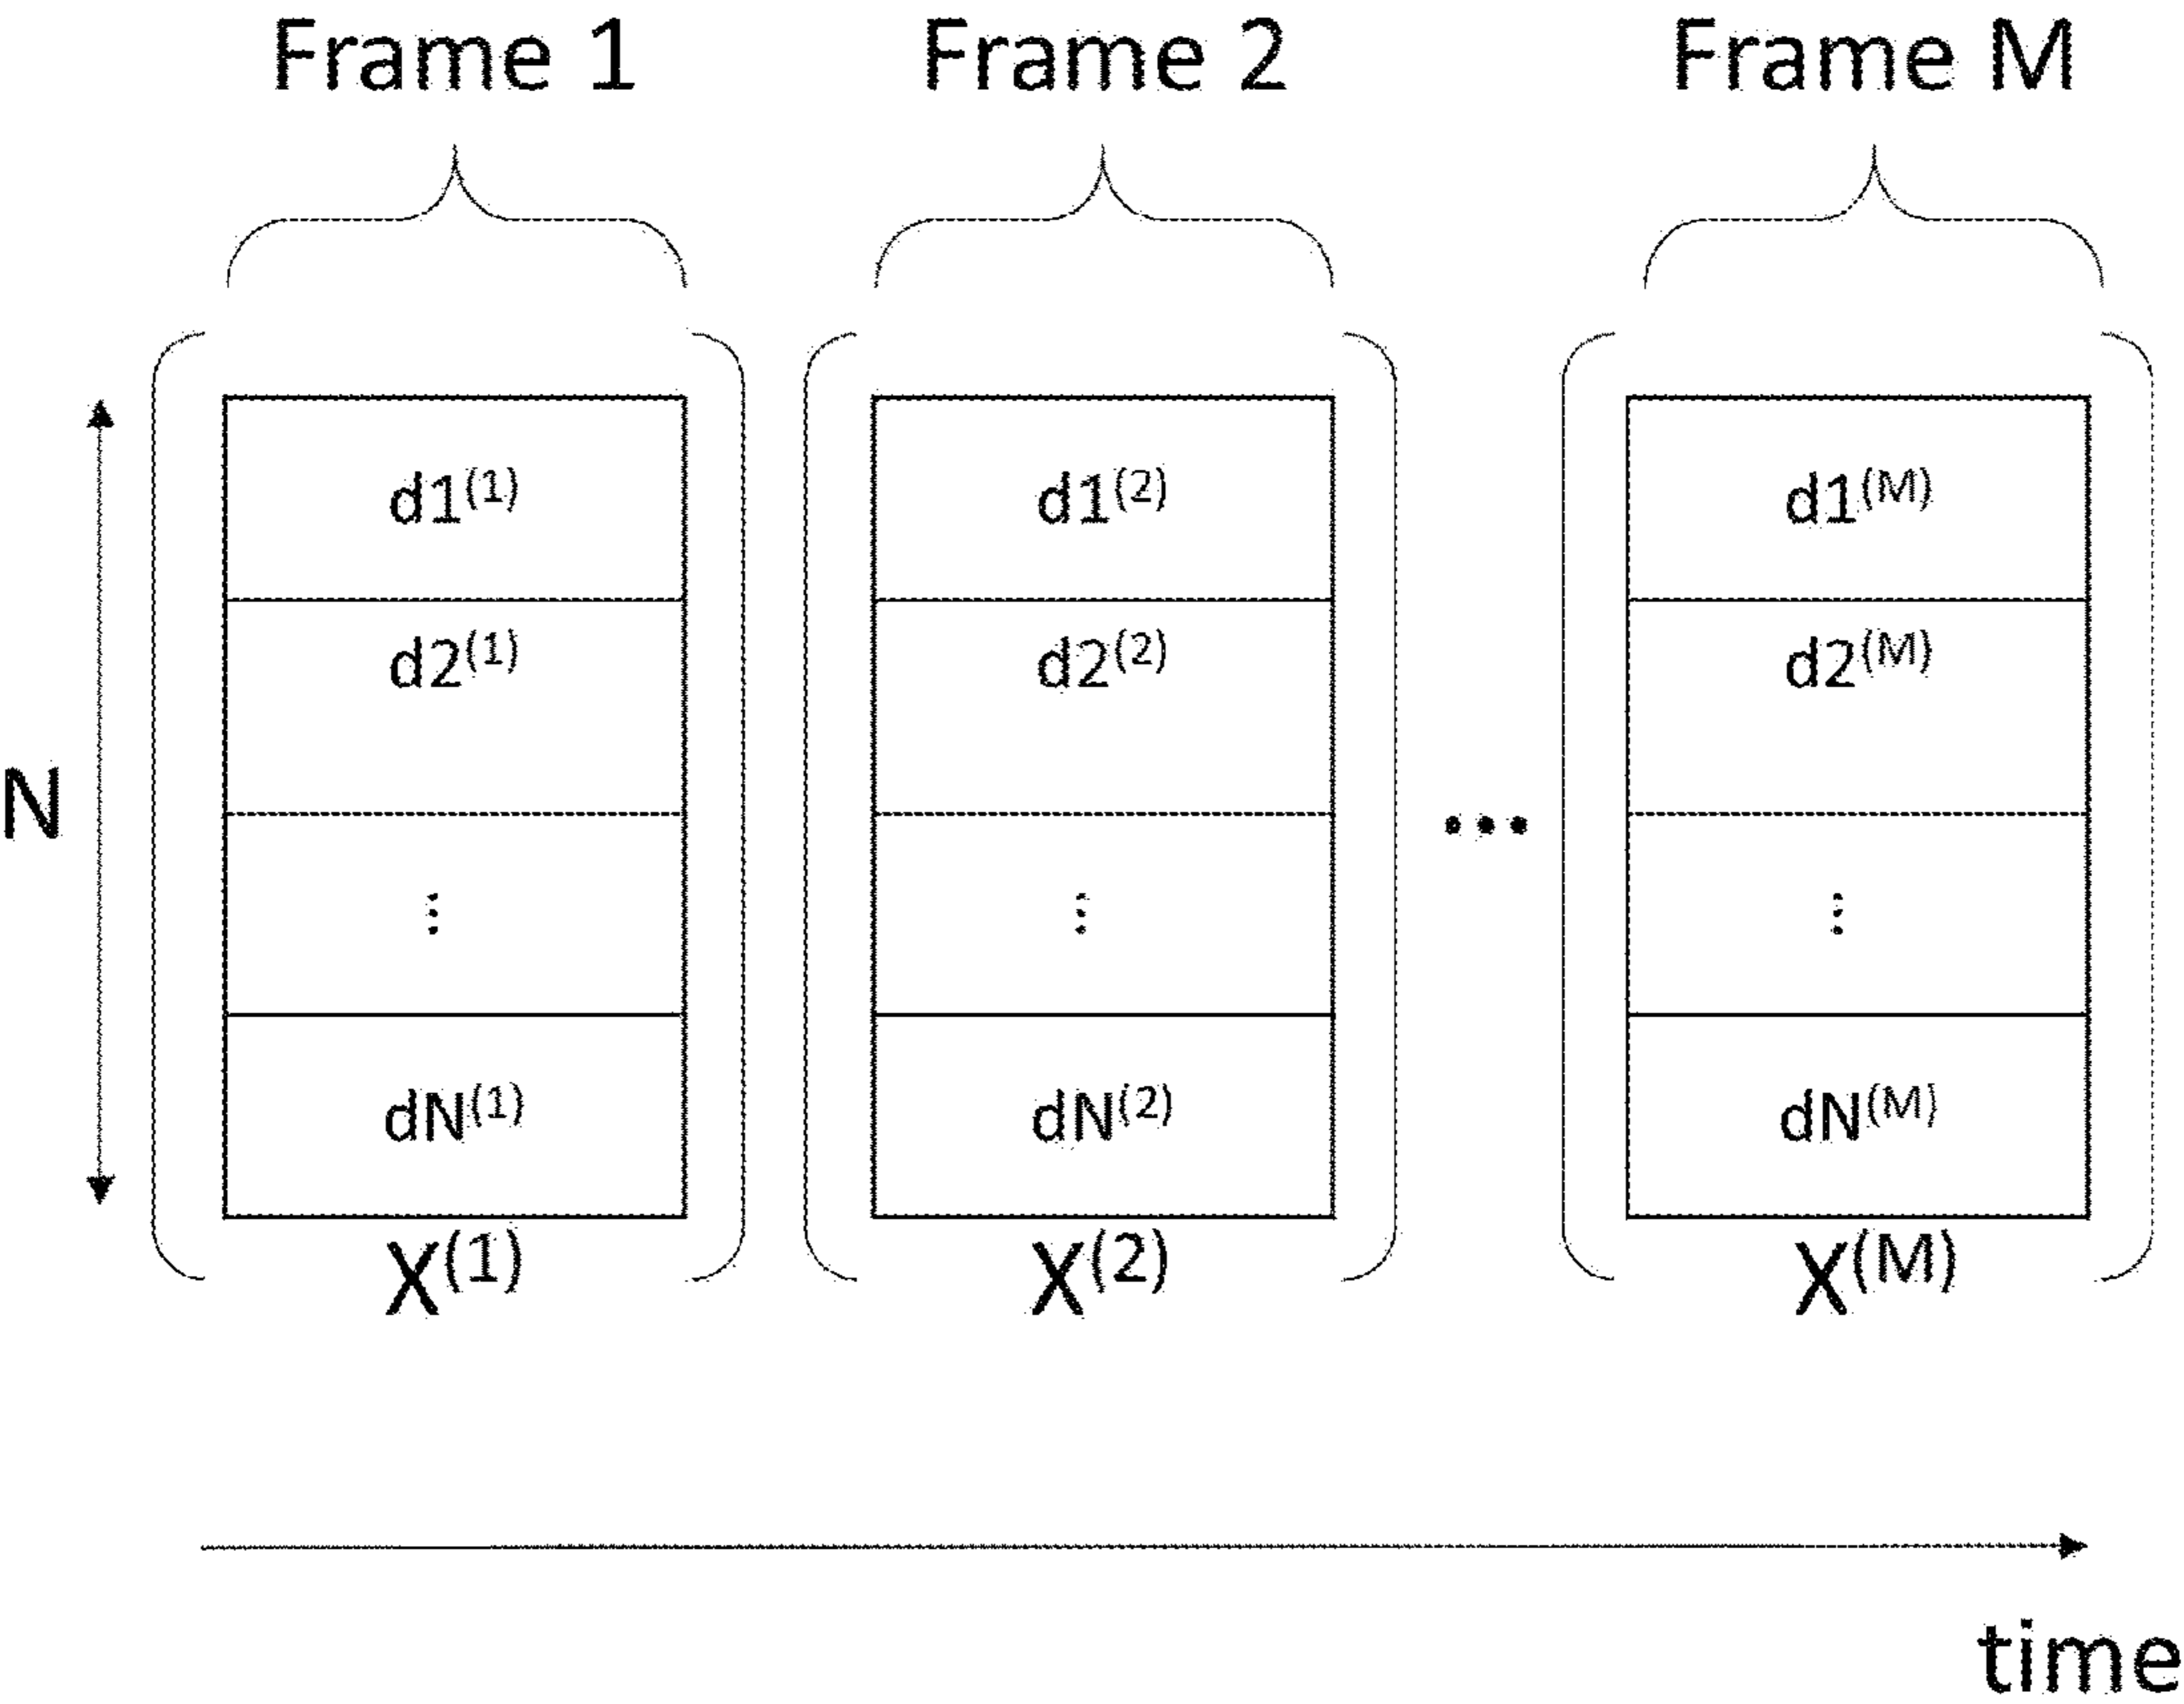 Frame 1 Frame 2 Frame M
d1(1) d1(2) d1(M)
d2(1) d2(2) d2(M)
N
...
⋮ ⋮ ⋮
dN(1) dN(2) dN(M)
X(1) X(2) X(M)
time